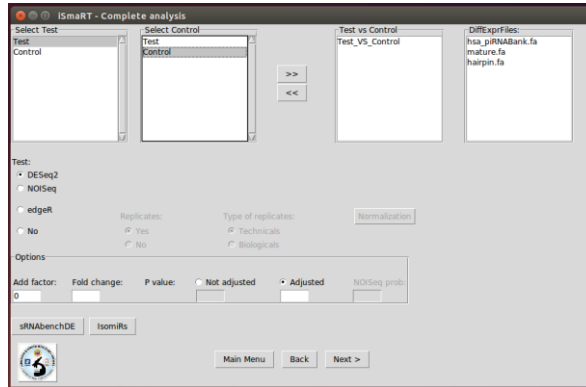 iSmaRT - Complete analysis
Select Test
Test
Control
Select Control
Test
Control
>>
<<
Test vs Control
Test_VS_Control
DiffExprFiles:
hsa_piRNABank.fa
mature.fa
hairpin.fa
Test:
DESeq2
NOISeq
edgeR
No
Replicates:
Yes
No
Type of replicates:
Technicals
Biologicals
Normalization
Options
Add factor:
0
Fold change:
P value:
Not adjusted
Adjusted
NOISeq prob:
sRNAbenchDE
IsomiRs
Main Menu
Back
Next >